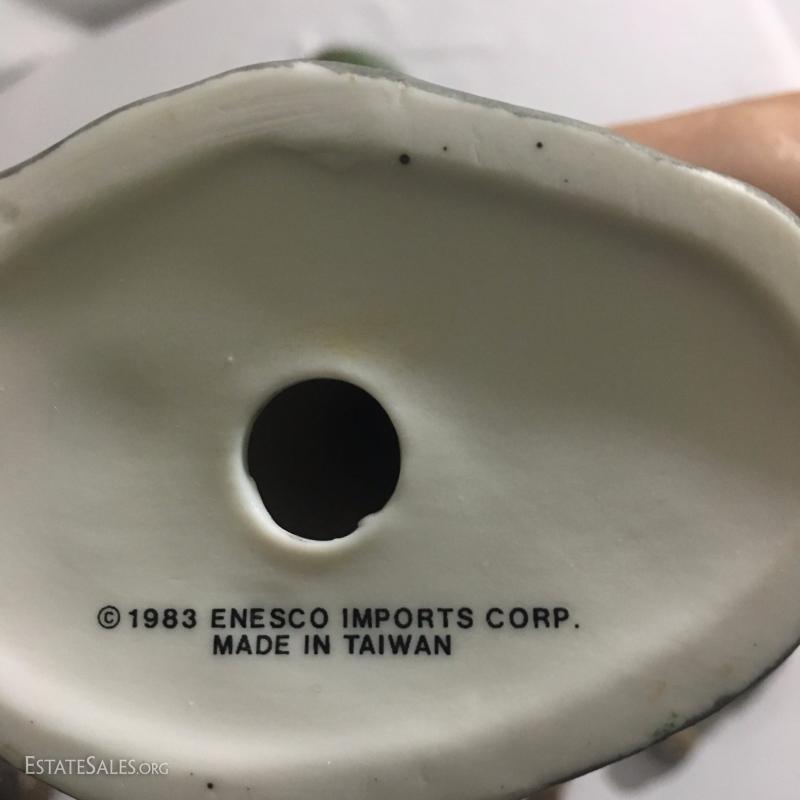 © 1983 ENESCO IMPORTS CORP.
MADE IN TAIWAN
ESTATESALES.ORG